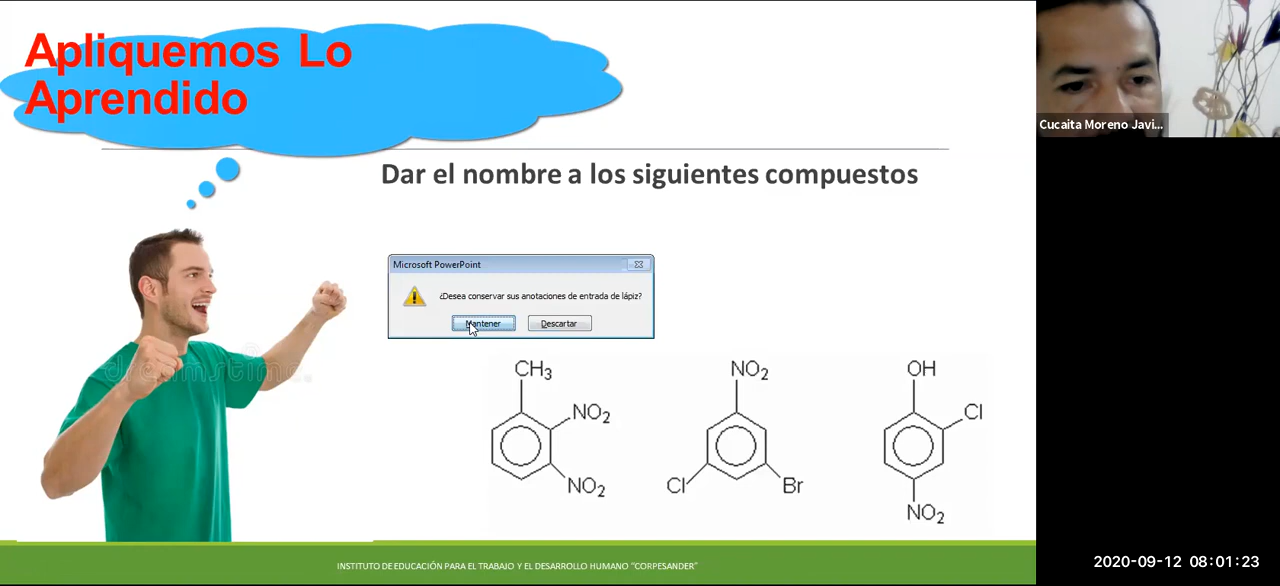 Apliquemos Lo
Aprendido
Cucaita Moreno Javi...
Dar el nombre a los siguientes compuestos
Microsoft PowerPoint
¿Desea conservar sus anotaciones de entrada de lápiz?
Mantener
Descartar
dreamstime.
CH3
NO2
NO2
NO2
Cl
Br
OH
Cl
NO2
INSTITUTO DE EDUCACIÓN PARA EL TRABAJO Y EL DESARROLLO HUMANO "CORPESANDER"
2020-09-12 08:01:23